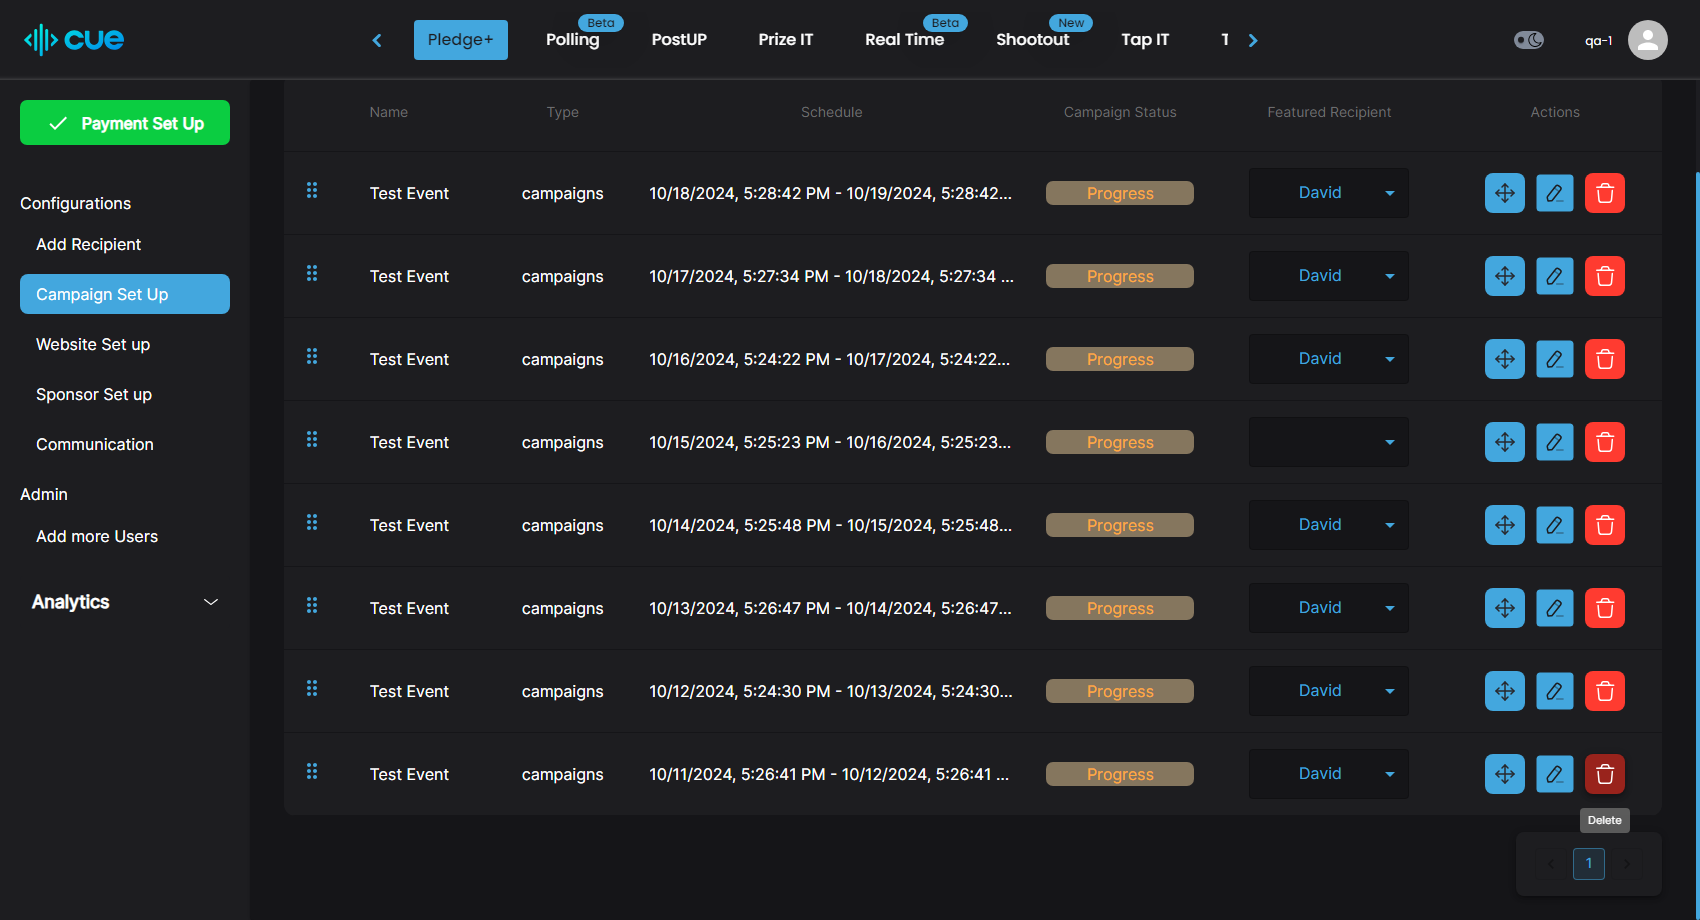 cue
Pledge+
Polling
Beta
PostUP
Prize IT
Real Time
Beta
Shootout
New
Tap IT
T
qa-1
Payment Set Up
Configurations
Add Recipient
Campaign Set Up
Website Set up
Sponsor Set up
Communication
Admin
Add more Users
Analytics
Name Type Schedule Campaign Status Featured Recipient Actions
Test Event campaigns 10/18/2024, 5:28:42 PM - 10/19/2024, 5:28:42... Progress David
Test Event campaigns 10/17/2024, 5:27:34 PM - 10/18/2024, 5:27:34 ... Progress David
Test Event campaigns 10/16/2024, 5:24:22 PM - 10/17/2024, 5:24:22... Progress David
Test Event campaigns 10/15/2024, 5:25:23 PM - 10/16/2024, 5:25:23... Progress
Test Event campaigns 10/14/2024, 5:25:48 PM - 10/15/2024, 5:25:48... Progress David
Test Event campaigns 10/13/2024, 5:26:47 PM - 10/14/2024, 5:26:47... Progress David
Test Event campaigns 10/12/2024, 5:24:30 PM - 10/13/2024, 5:24:30... Progress David
Test Event campaigns 10/11/2024, 5:26:41 PM - 10/12/2024, 5:26:41 ... Progress David
Delete
1